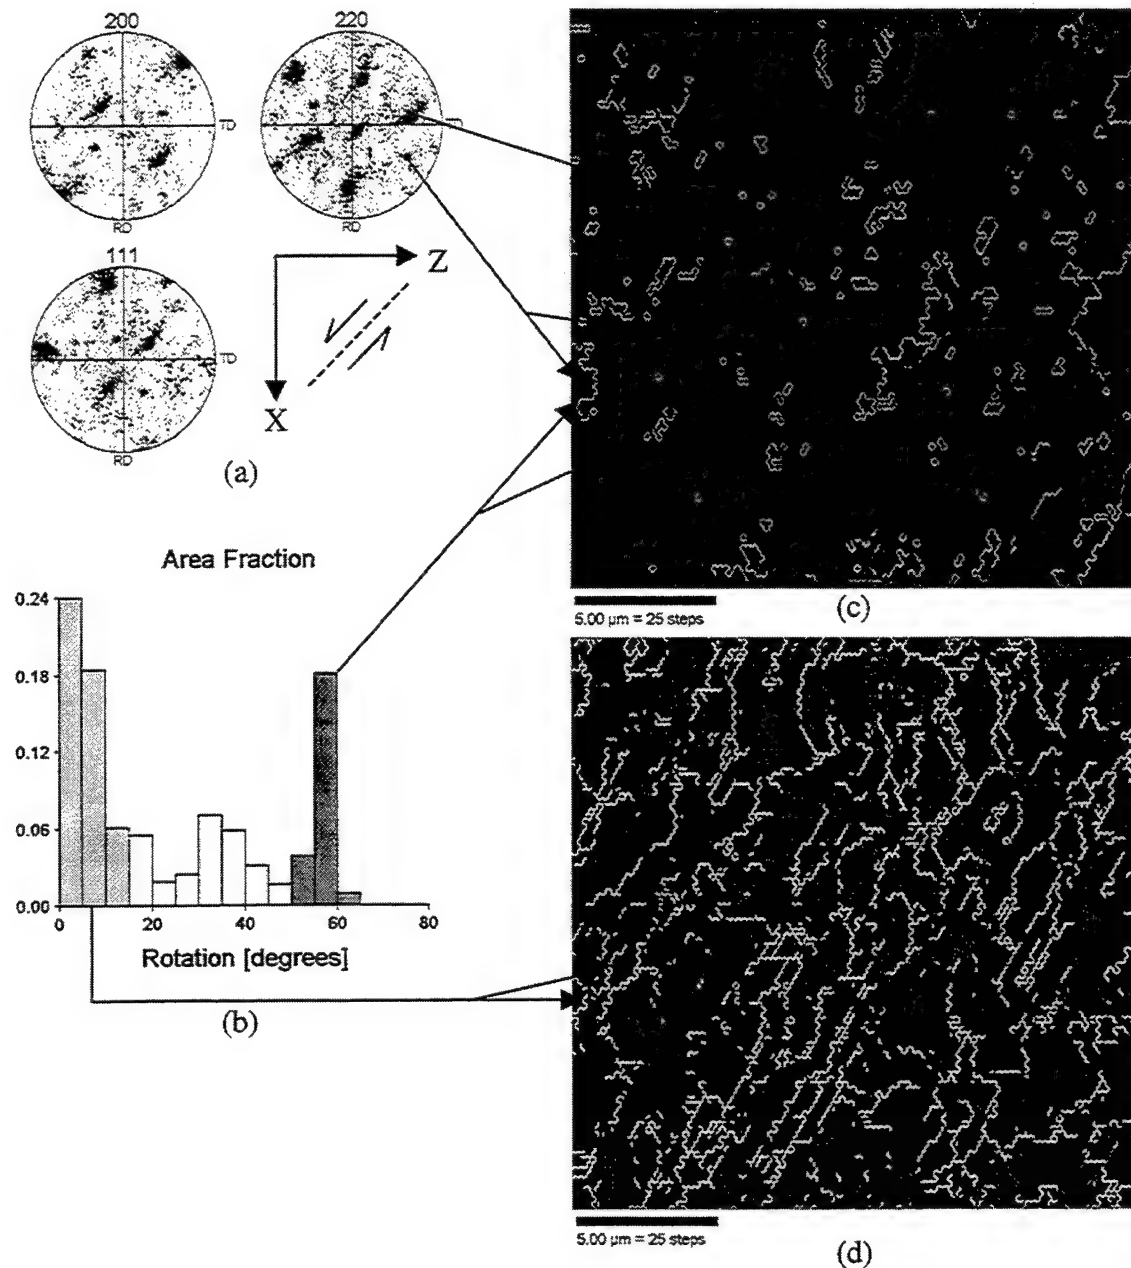 200
220
TD
RD
RD
111
Z
X
TD
RD
(a)
Area Fraction
0.24
0.18
0.12
0.06
0.00
0
20
40
60
80
Rotation [degrees]
(b)
5.00 µm = 25 steps
(c)
5.00 µm = 25 steps
(d)